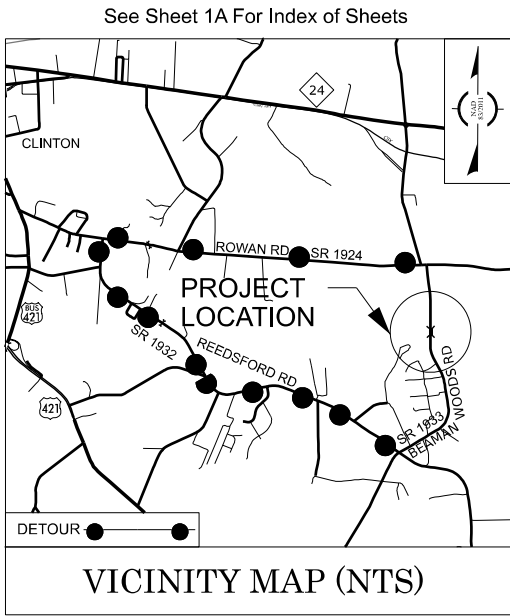 See Sheet 1A For Index of Sheets
NAD
83/2011
24
CLINTON
ROWAN RD
SR 1924
PROJECT
LOCATION
BUS
421
SR 1932
REEDSFORD RD
421
SR 1933
BEAMAN WOODS RD
DETOUR
VICINITY MAP (NTS)